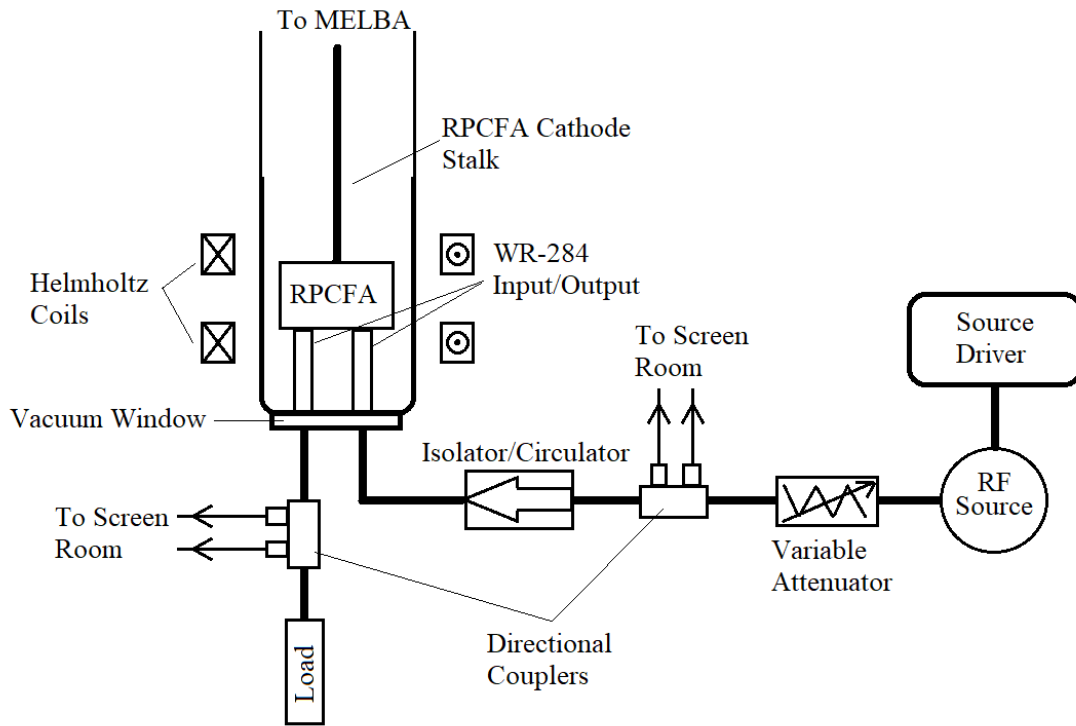 To MELBA
RPCFA Cathode
Stalk
WR-284
Input/Output
RPCFA
Helmholtz
Coils
Source
Driver
To Screen
Room
Vacuum Window
Isolator/Circulator
RF
Source
To Screen
Room
Variable
Attenuator
Directional
Couplers
Load